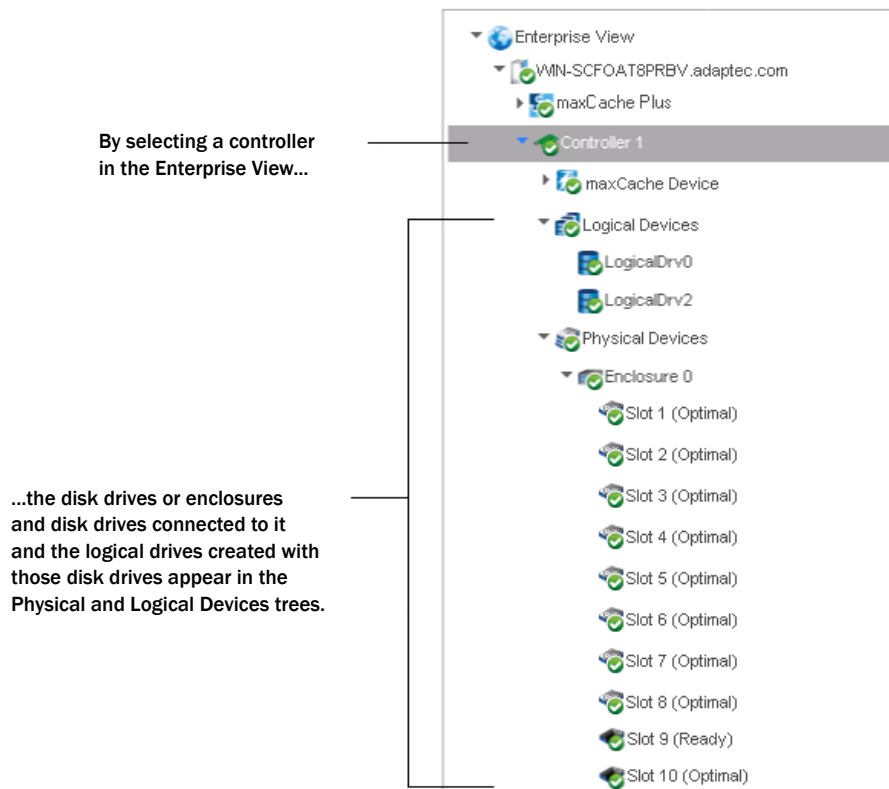 Enterprise View
WIN-SCFOAT8PRBV.adaptec.com
maxCache Plus
By selecting a controller
in the Enterprise View...
Controller 1
maxCache Device
Logical Devices
LogicalDrv0
LogicalDrv2
Physical Devices
Enclosure 0
Slot 1 (Optimal)
Slot 2 (Optimal)
Slot 3 (Optimal)
Slot 4 (Optimal)
Slot 5 (Optimal)
Slot 6 (Optimal)
Slot 7 (Optimal)
Slot 8 (Optimal)
Slot 9 (Ready)
Slot 10 (Optimal)
...the disk drives or enclosures
and disk drives connected to it
and the logical drives created with
those disk drives appear in the
Physical and Logical Devices trees.